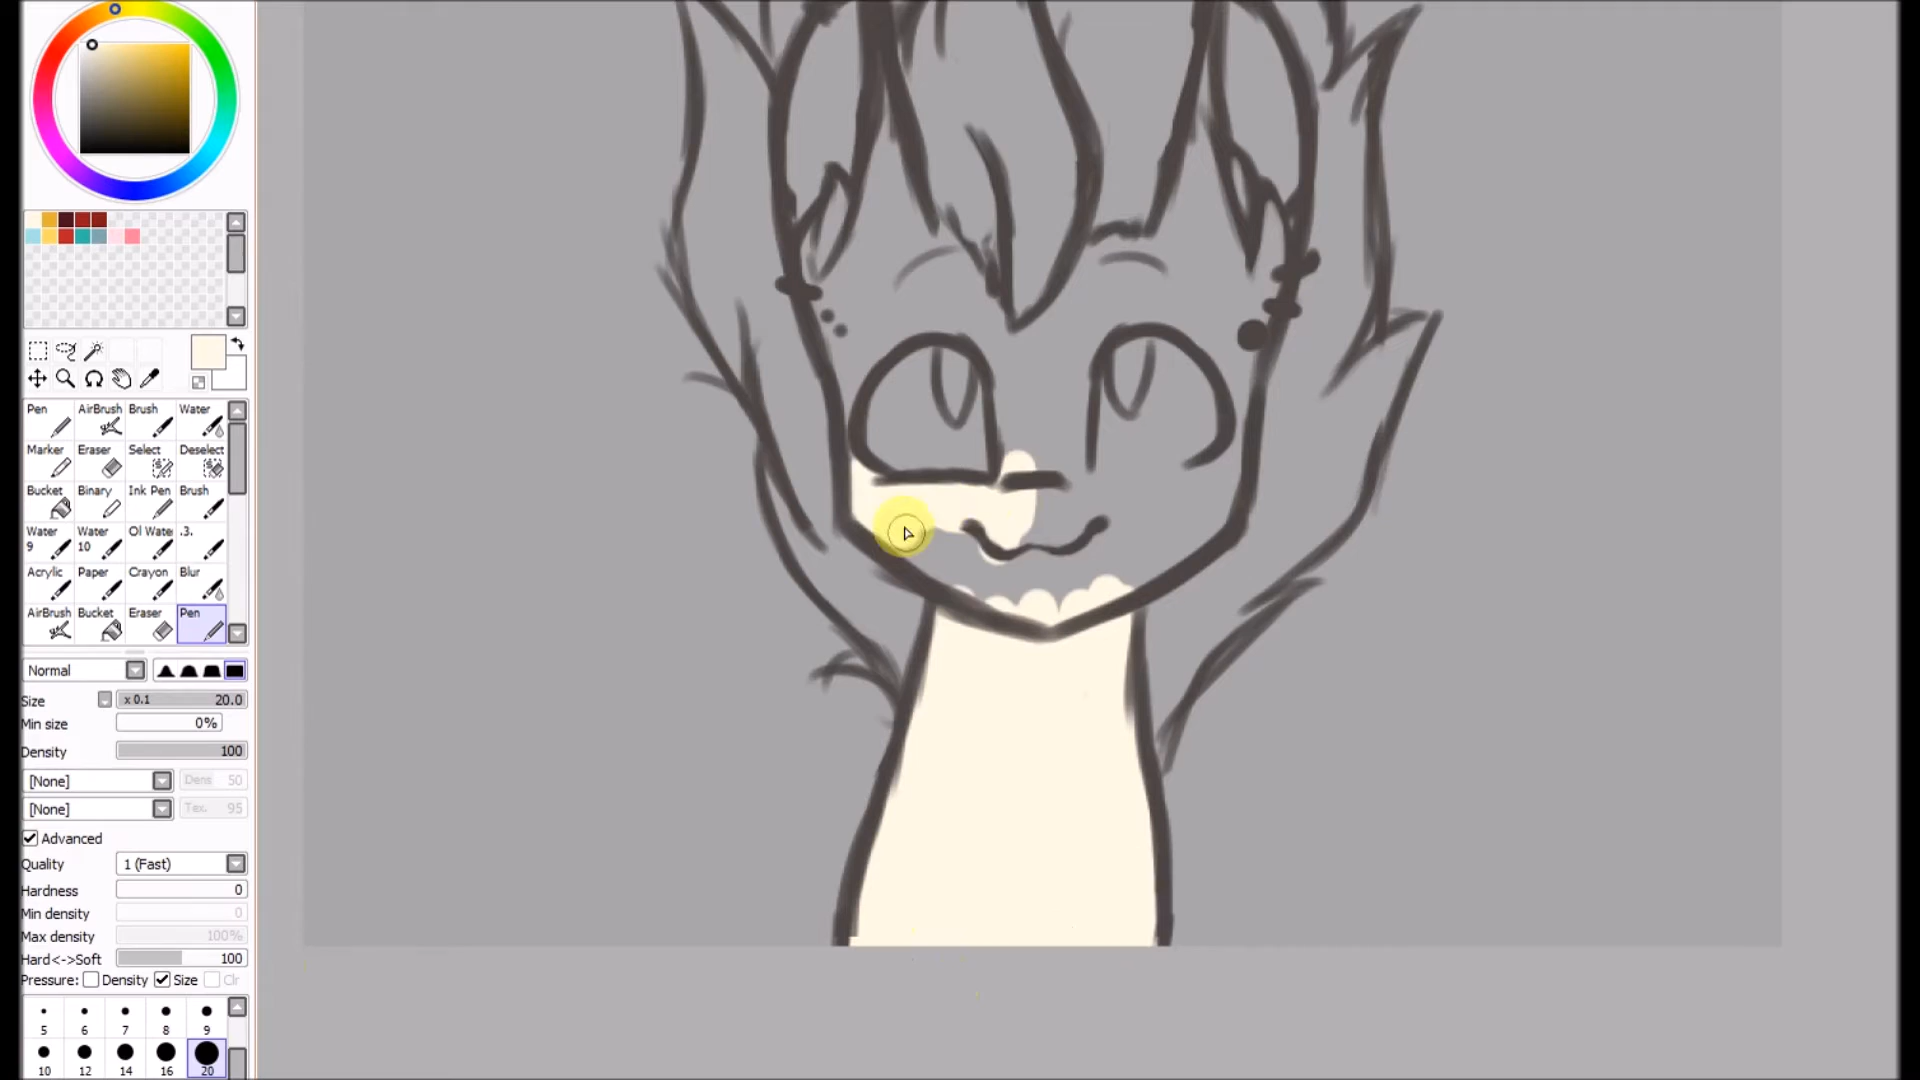 Pen AirBrush Brush Water
Marker Eraser Select Deselect
Bucket Binary Ink Pen Brush
Water 9 Water 10 Ol Wate .3.
Acrylic Paper Crayon Blur
AirBrush Bucket Eraser Pen
Normal
Size x 0.1 20.0
Min size 0%
Density 100
[None] Dens 50
[None] Tex. 95
Advanced
Quality 1 (Fast)
Hardness 0
Min density 0
Max density 100%
Hard<->Soft 100
Pressure: Density Size Clr
5 6 7 8 9
10 12 14 16 20